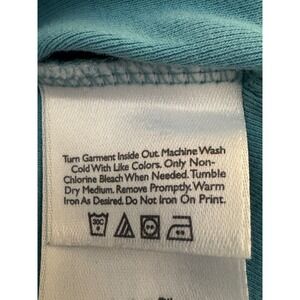 Turn Garment Inside Out. Machine Wash
Cold With Like Colors. Only Non-
Chlorine Bleach When Needed. Tumble
Dry Medium. Remove Promptly. Warm
Iron As Desired. Do Not Iron On Print.
30C